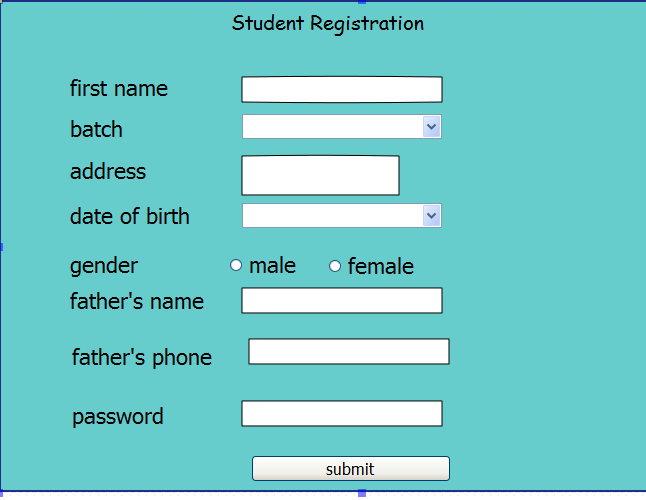 Student Registration
first name
batch
address
date of birth
gender male female
father's name
father's phone
password
submit